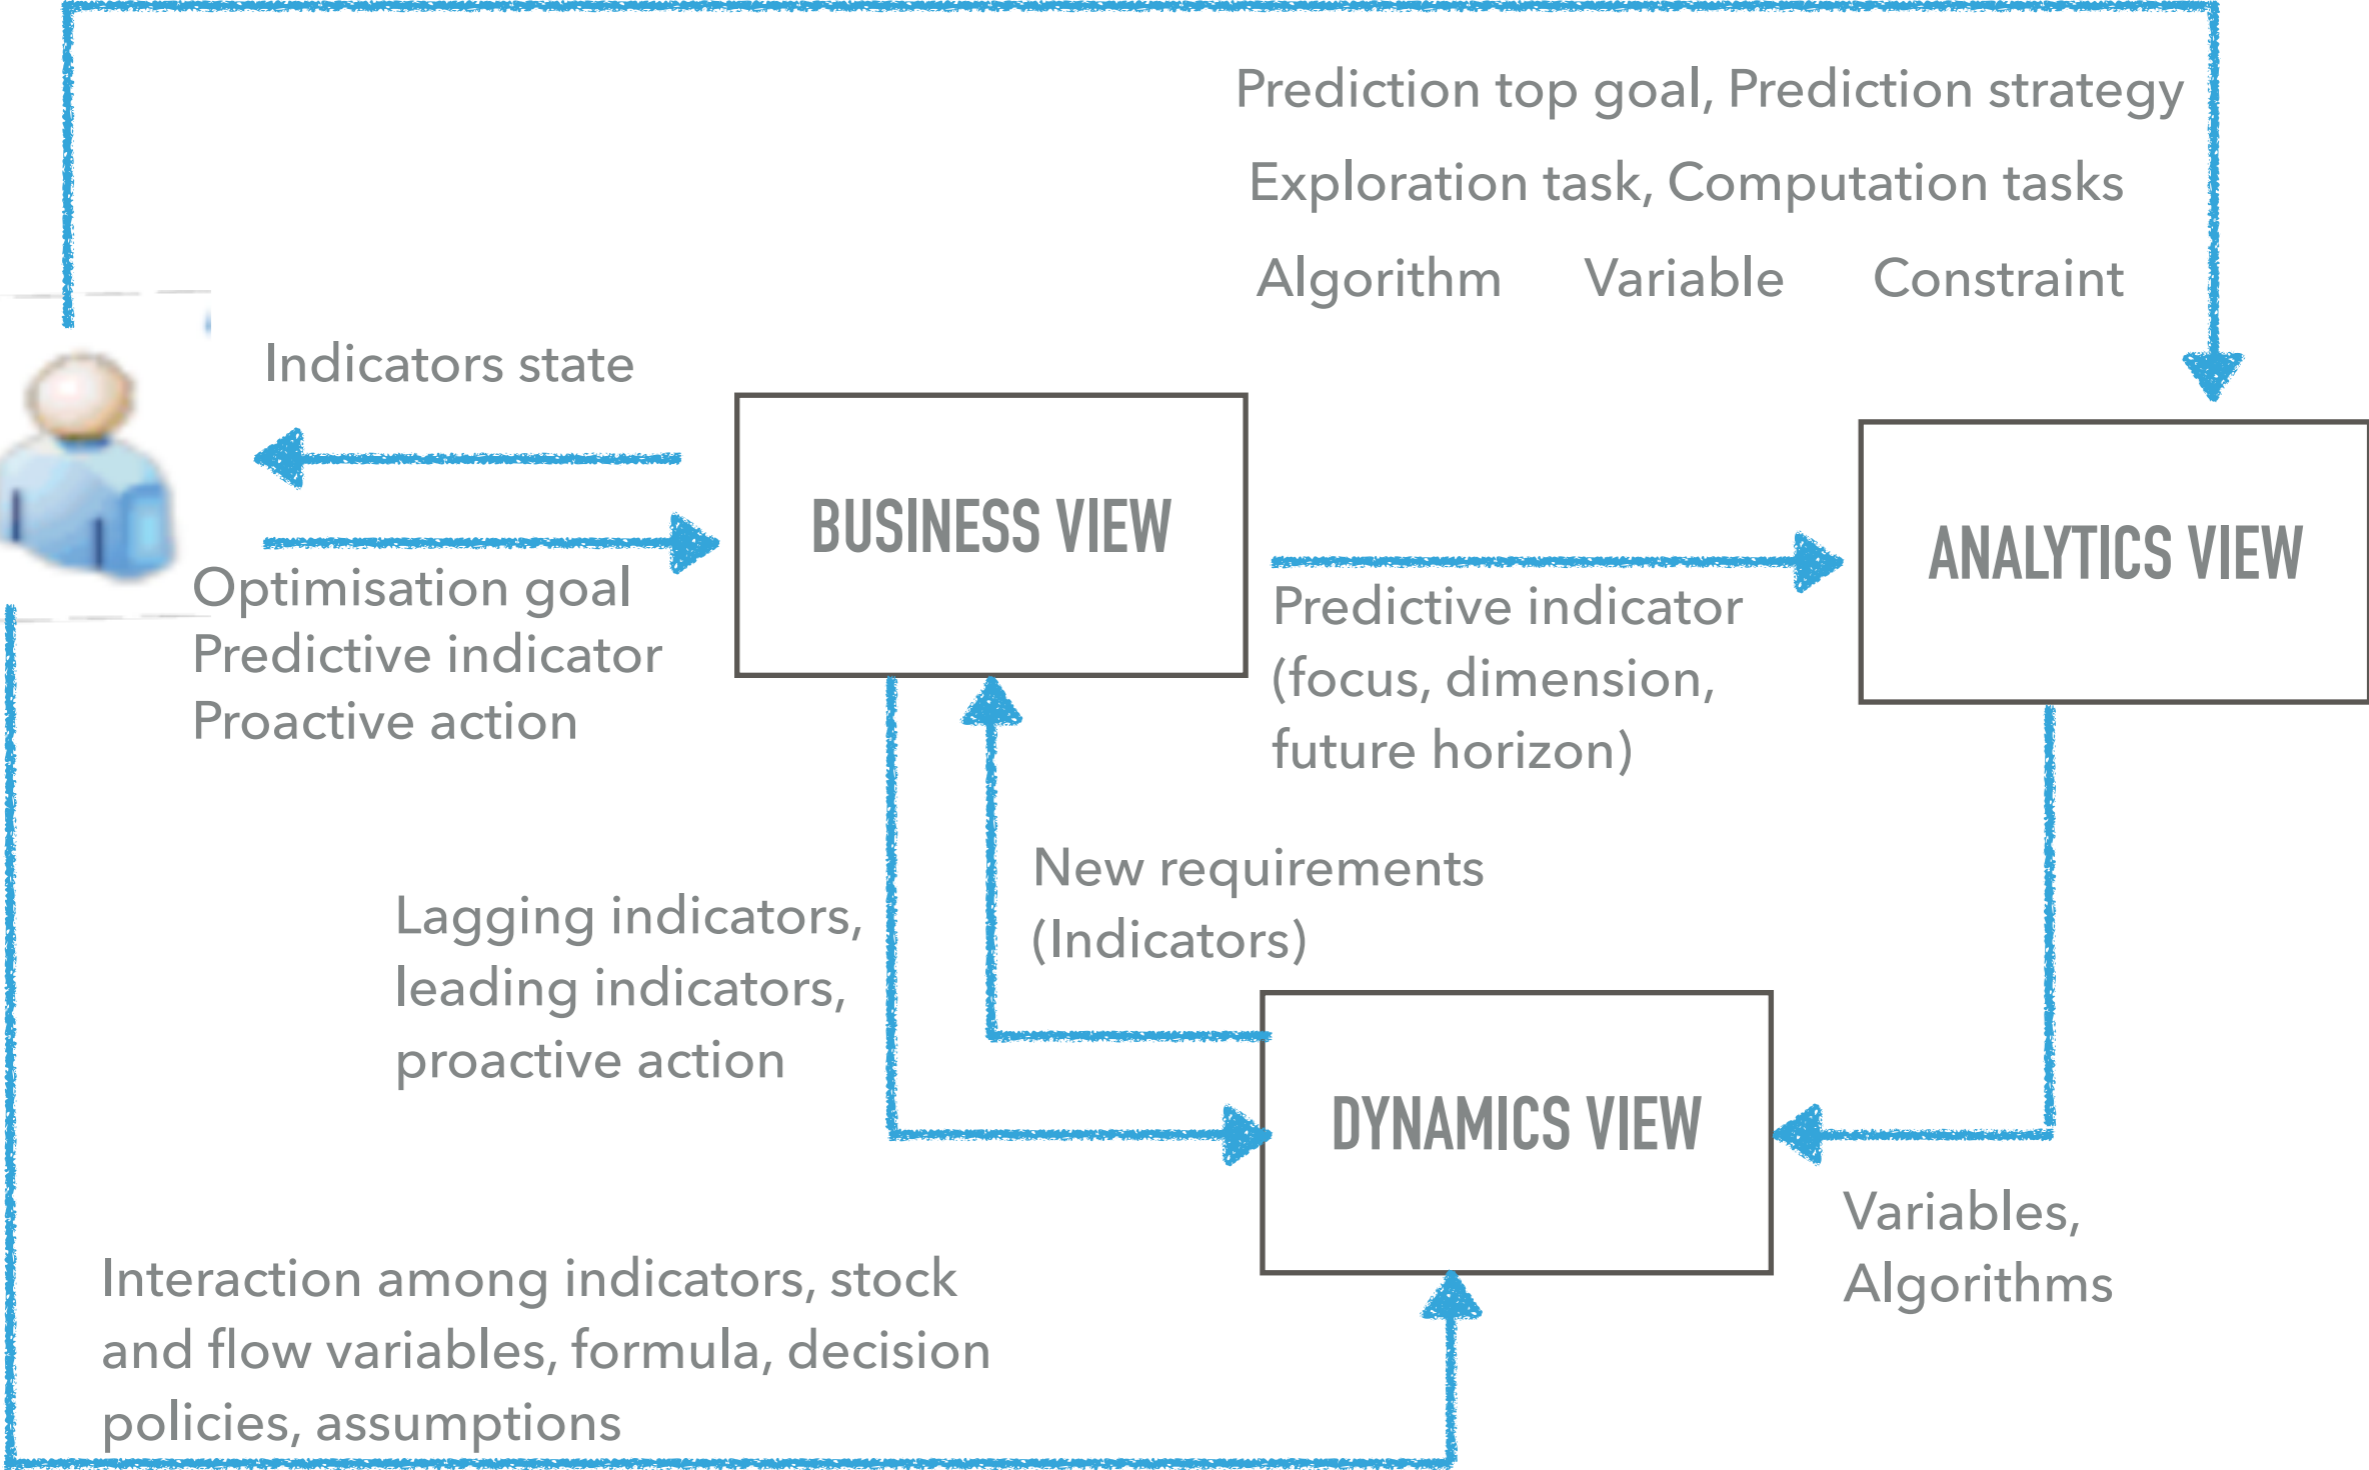 Prediction top goal, Prediction strategy
Exploration task, Computation tasks
Algorithm Variable Constraint
Indicators state
BUSINESS VIEW
ANALYTICS VIEW
Optimisation goal
Predictive indicator
Proactive action
Predictive indicator
(focus, dimension,
future horizon)
New requirements
(Indicators)
Lagging indicators,
leading indicators,
proactive action
DYNAMICS VIEW
Variables,
Algorithms
Interaction among indicators, stock
and flow variables, formula, decision
policies, assumptions